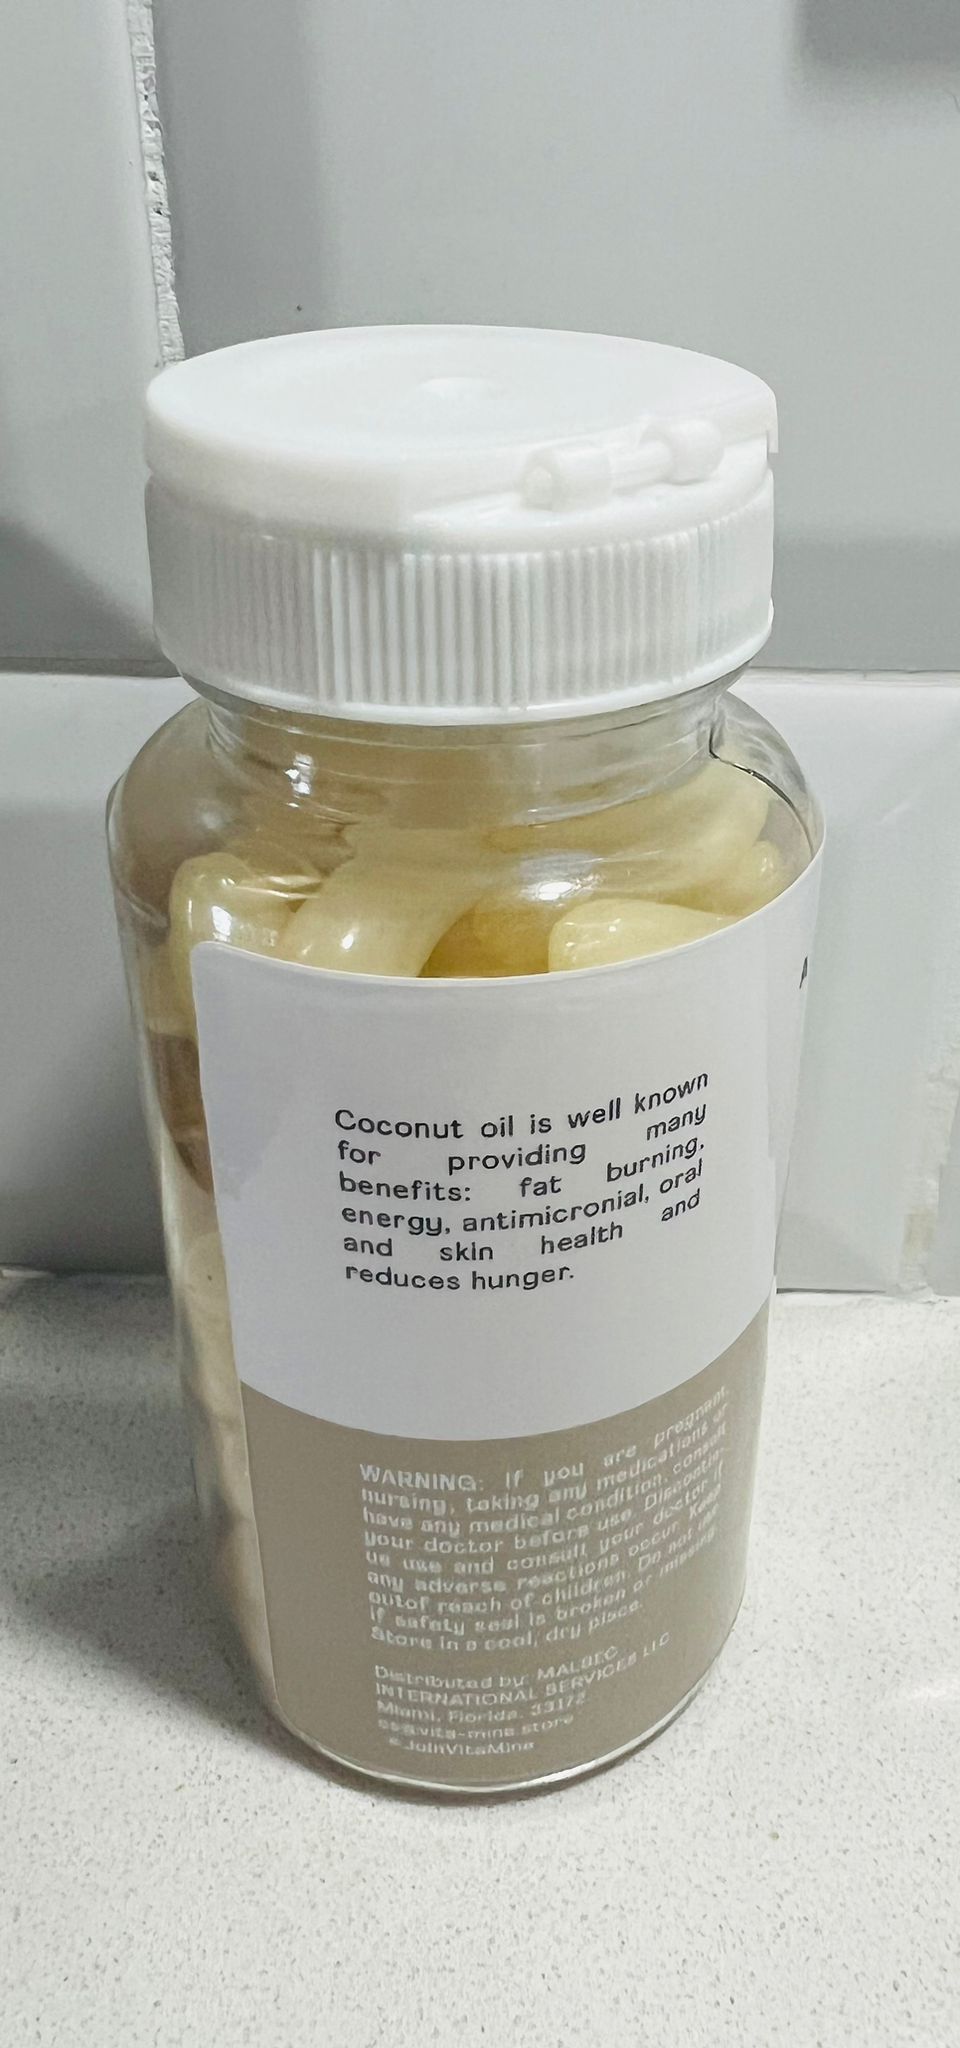 Coconut oil is well known
for providing many
benefits: fat burning,
energy, antimicronial, oral
and skin health and
reduces hunger.
WARNING: If you are pregnant,
nursing, taking any medications or
have any medical condition, consult
your doctor before use. Discontin-
ue use and consult your doctor if
any adverse reactions occur. Keep
outof reach of children. Do not use
if safety seal is broken or missing.
Store in a cool, dry place.
Distributed by: MALBEC
INTERNATIONAL SERVICES LLC
Miami, Florida. 33172
@JoinVitaMine